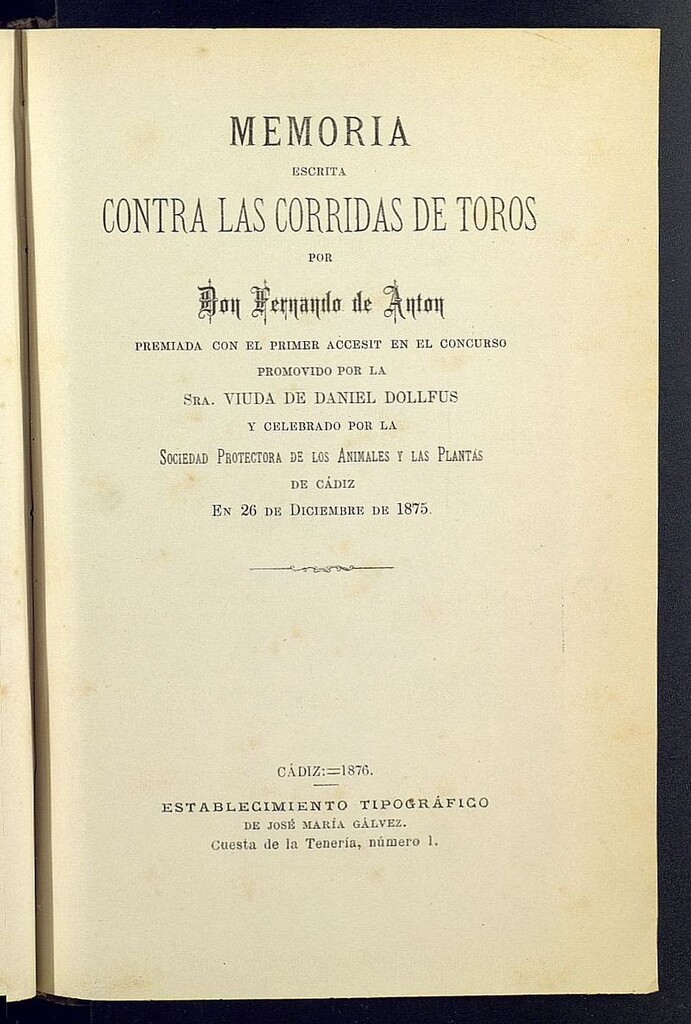 MEMORIA
ESCRITA
CONTRA LAS CORRIDAS DE TOROS
POR
Don Fernando de Anton
PREMIADA CON EL PRIMER ACCESIT EN EL CONCURSO
PROMOVIDO POR LA
SRA. VIUDA DE DANIEL DOLLFUS
Y CELEBRADO POR LA
SOCIEDAD PROTECTORA DE LOS ANIMALES Y LAS PLANTAS
DE CÁDIZ
EN 26 DE DICIEMBRE DE 1875.
CÁDIZ:=1876.
ESTABLECIMIENTO TIPOGRÁFICO
DE JOSÉ MARÍA GÁLVEZ.
Cuesta de la Tenería, número 1.